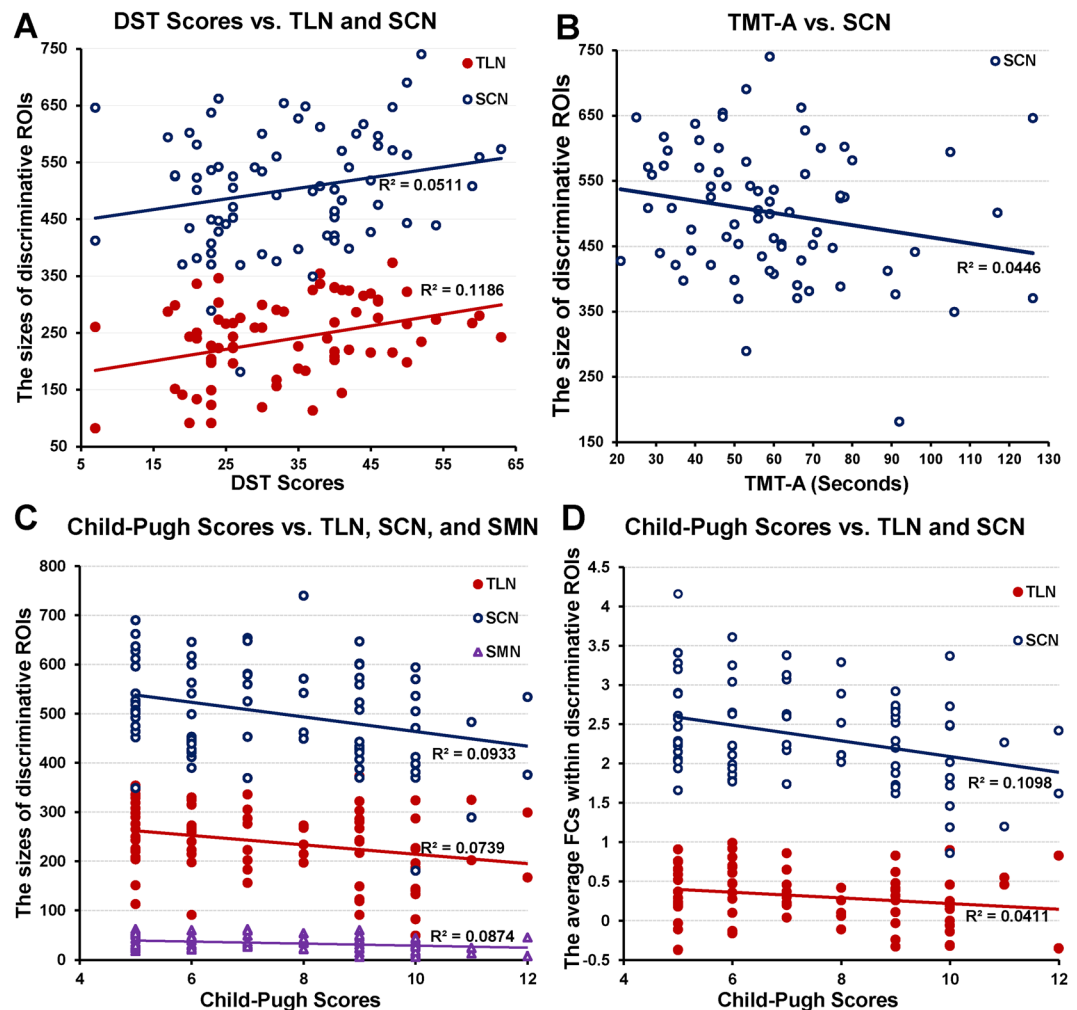 A
DST Scores vs. TLN and SCN
The sizes of discriminative ROIs
750
650
550
450
350
250
150
50
TLN
SCN
R² = 0.0511
R² = 0.1186
5 15 25 35 45 55 65
DST Scores
B
TMT-A vs. SCN
The size of discriminative ROIs
750
650
550
450
350
250
150
SCN
R² = 0.0446
21 30 40 50 60 70 80 90 100 110 120 130
TMT-A (Seconds)
C
Child-Pugh Scores vs. TLN, SCN, and SMN
The sizes of discriminative ROIs
800
700
600
500
400
300
200
100
0
TLN
SCN
SMN
R² = 0.0933
R² = 0.0739
R² = 0.0874
4 6 8 10 12
Child-Pugh Scores
D
Child-Pugh Scores vs. TLN and SCN
The average FCs within discriminative ROIs
4.5
4
3.5
3
2.5
2
1.5
1
0.5
0
-0.5
TLN
SCN
R² = 0.1098
R² = 0.0411
4 6 8 10 12
Child-Pugh Scores